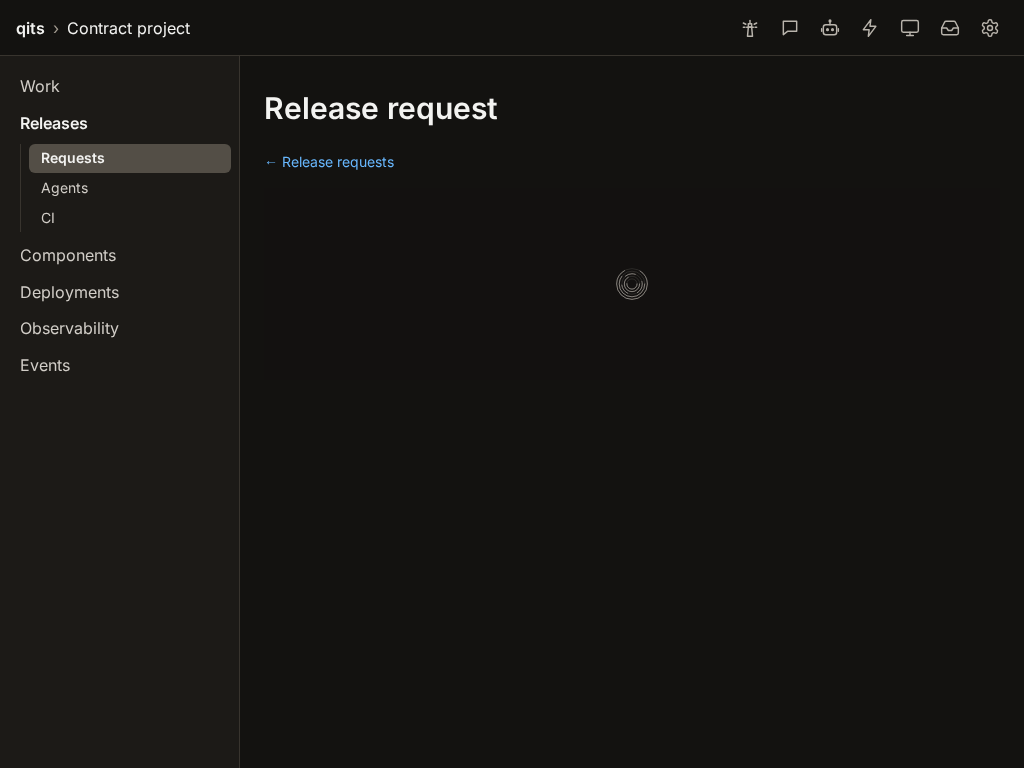 qits › Contract project
Work
Releases
Requests
Agents
CI
Components
Deployments
Observability
Events
Release request
← Release requests